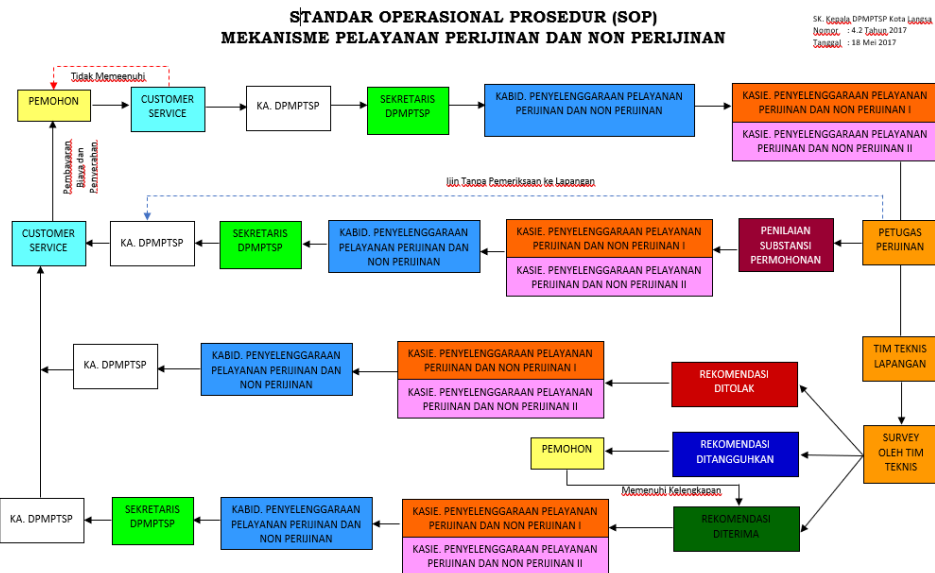 STANDAR OPERASIONAL PROSEDUR (SOP)
MEKANISME PELAYANAN PERIJINAN DAN NON PERIJINAN
SK. Kepala DPMPTSP Kota Langsa
Nomor : 4.2 Tahun 2017
Tanggal : 18 Mei 2017
Tidak Memeenuhi
PEMOHON
CUSTOMER
SERVICE
KA. DPMPTSP
SEKRETARIS
DPMPTSP
KABID. PENYELENGGARAAN PELAYANAN
PERIJINAN DAN NON PERIJINAN
KASIE. PENYELENGGARAAN PELAYANAN
PERIJINAN DAN NON PERIJINAN I
KASIE. PENYELENGGARAAN PELAYANAN
PERIJINAN DAN NON PERIJINAN II
Pembayaran
Biaya dan
Penyerahan
Ijin Tanpa Pemeriksaan ke Lapangan
CUSTOMER
SERVICE
KA. DPMPTSP
SEKRETARIS
DPMPTSP
KABID. PENYELENGGARAAN
PELAYANAN PERIJINAN DAN
NON PERIJINAN
KASIE. PENYELENGGARAAN PELAYANAN
PERIJINAN DAN NON PERIJINAN I
KASIE. PENYELENGGARAAN PELAYANAN
PERIJINAN DAN NON PERIJINAN II
PENILAIAN
SUBSTANSI
PERMOHONAN
PETUGAS
PERIJINAN
KA. DPMPTSP
KABID. PENYELENGGARAAN
PELAYANAN PERIJINAN DAN
NON PERIJINAN
KASIE. PENYELENGGARAAN PELAYANAN
PERIJINAN DAN NON PERIJINAN I
KASIE. PENYELENGGARAAN PELAYANAN
PERIJINAN DAN NON PERIJINAN II
REKOMENDASI
DITOLAK
TIM TEKNIS
LAPANGAN
PEMOHON
REKOMENDASI
DITANGGUHKAN
SURVEY
OLEH TIM
TEKNIS
Memenuhi Kelengkapan
KA. DPMPTSP
SEKRETARIS
DPMPTSP
KABID. PENYELENGGARAAN
PELAYANAN PERIJINAN DAN
NON PERIJINAN
KASIE. PENYELENGGARAAN PELAYANAN
PERIJINAN DAN NON PERIJINAN I
KASIE. PENYELENGGARAAN PELAYANAN
PERIJINAN DAN NON PERIJINAN II
REKOMENDASI
DITERIMA